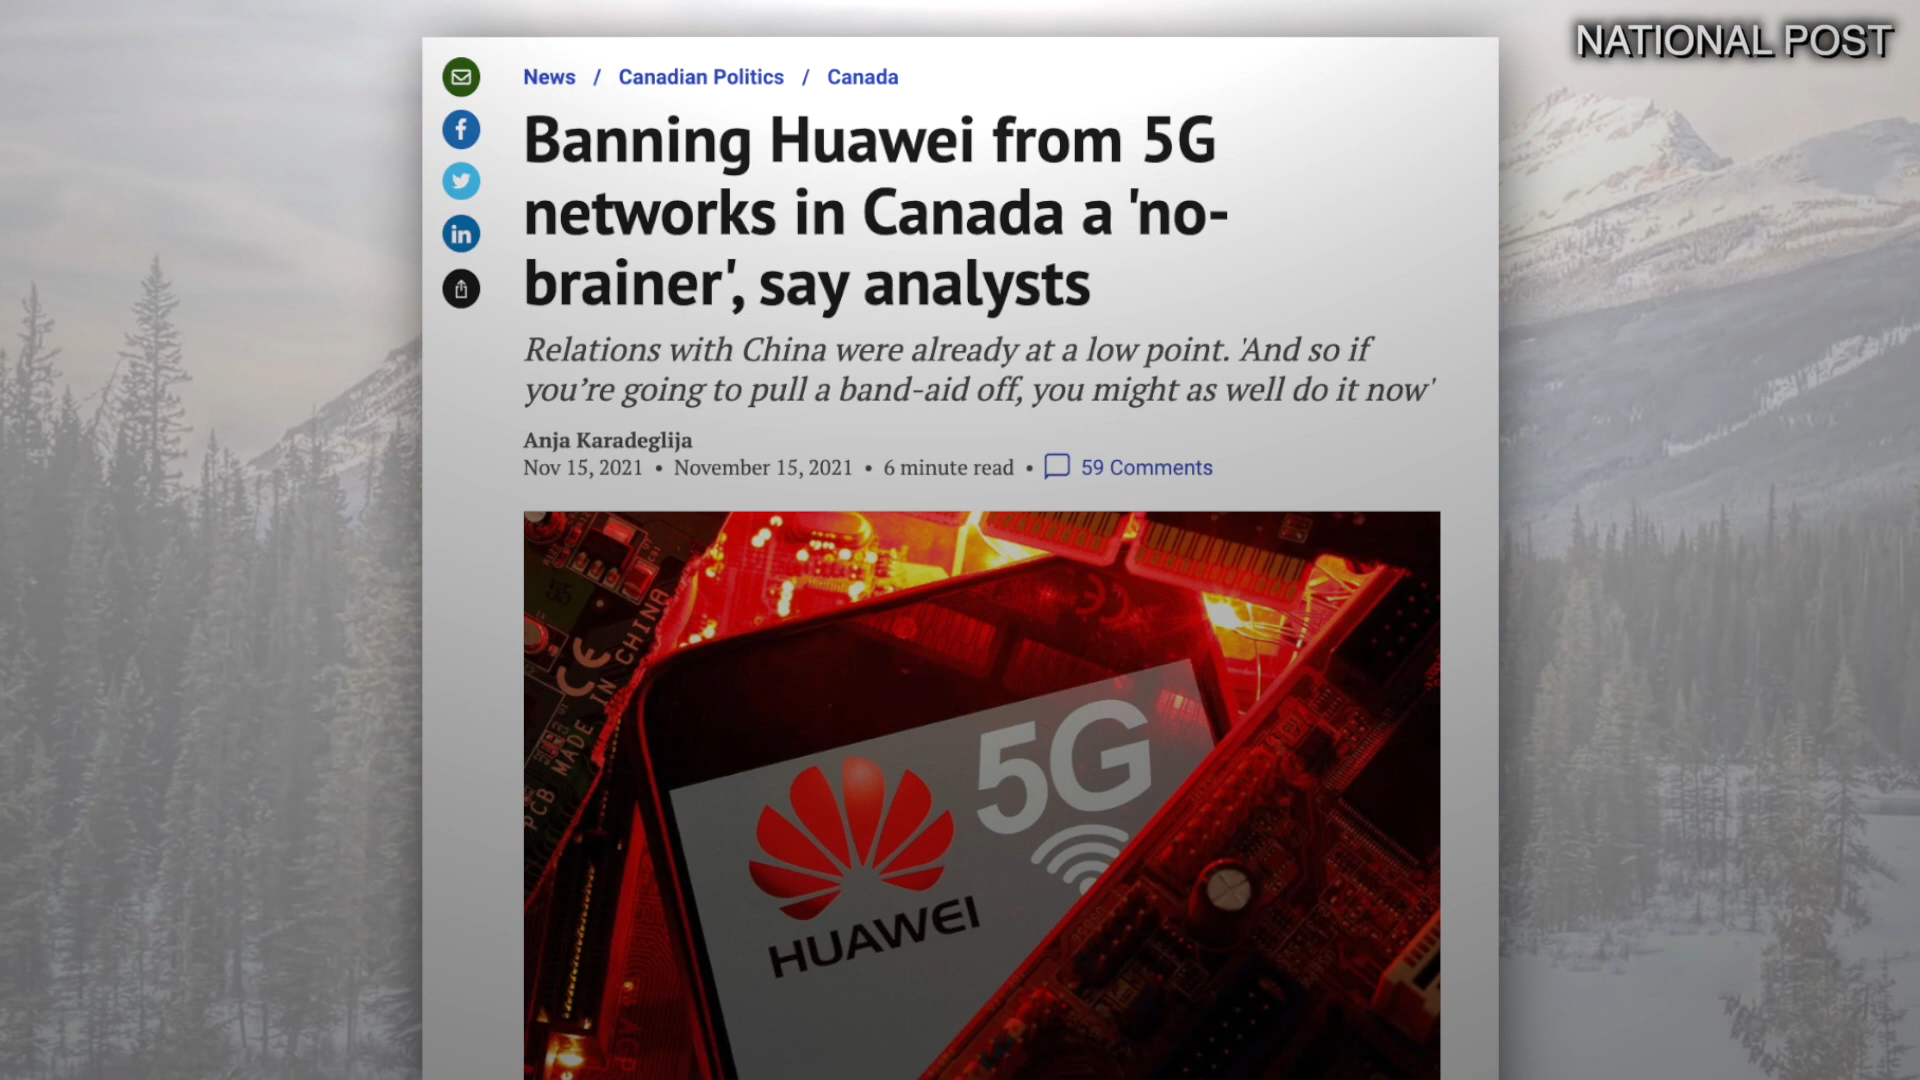 NATIONAL POST
News / Canadian Politics / Canada
Banning Huawei from 5G
networks in Canada a 'no-
brainer', say analysts
Relations with China were already at a low point. 'And so if
you’re going to pull a band-aid off, you might as well do it now'
Anja Karadeglija
Nov 15, 2021 • November 15, 2021 • 6 minute read • 59 Comments
55
CE
PCB MADE IN CHINA
5G
HUAWEI